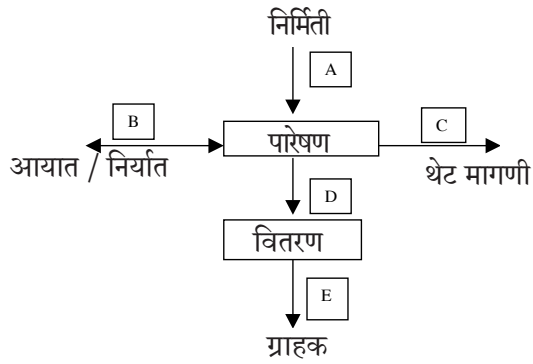 निर्मिती
A
B
पारेषण
C
आयात / निर्यात
थेट मागणी
D
वितरण
E
ग्राहक